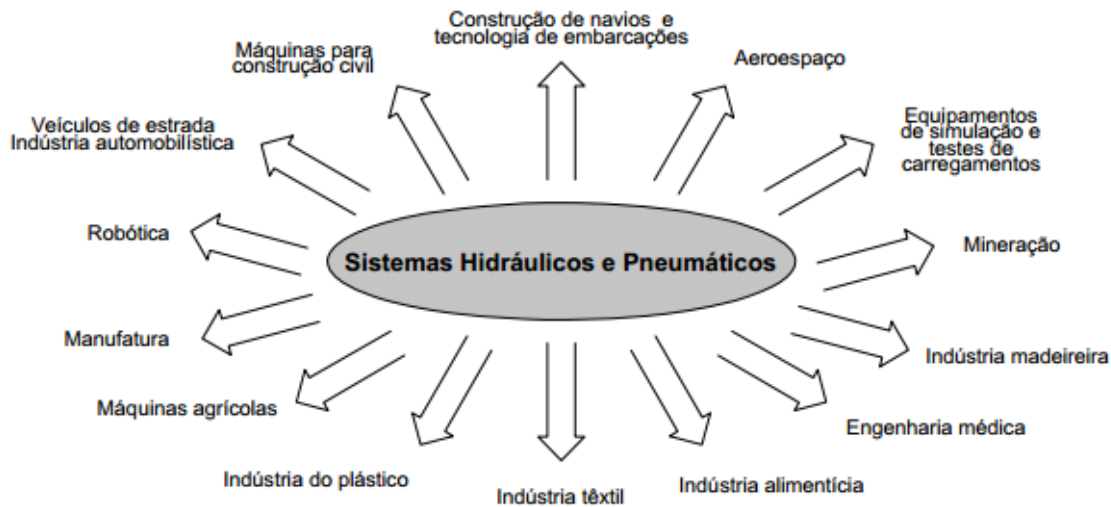 Construção de navios e
tecnologia de embarcações
Máquinas para
construção civil
Aeroespaço
Equipamentos
de simulação e
testes de
carregamentos
Veículos de estrada
Indústria automobilística
Robótica
Mineração
Sistemas Hidráulicos e Pneumáticos
Manufatura
Indústria madeireira
Máquinas agrícolas
Engenharia médica
Indústria do plástico
Indústria têxtil
Indústria alimentícia